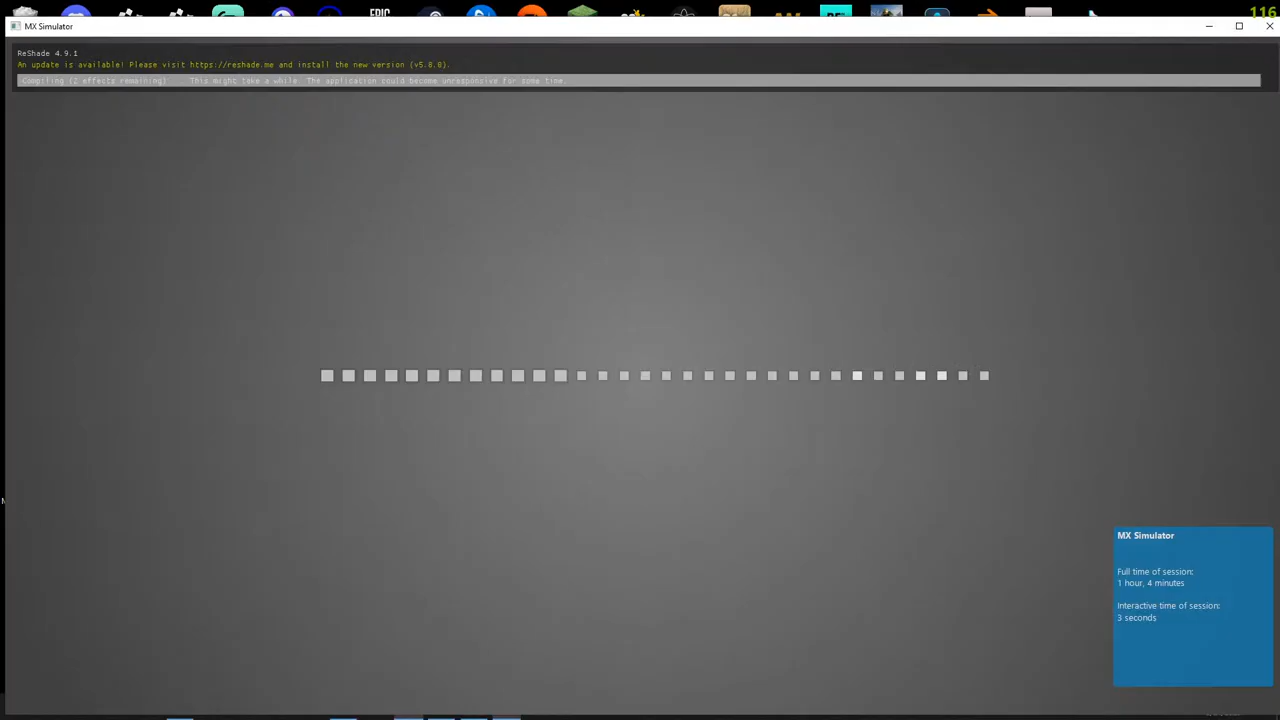 116
MX Simulator
ReShade 4.9.1
An update is available! Please visit https://reshade.me and install the new version (v5.8.0).
Compiling (2 effects remaining) ... This might take a while. The application could become unresponsive for some time.
EPIC
MX Simulator
Full time of session:
1 hour, 4 minutes
Interactive time of session:
3 seconds